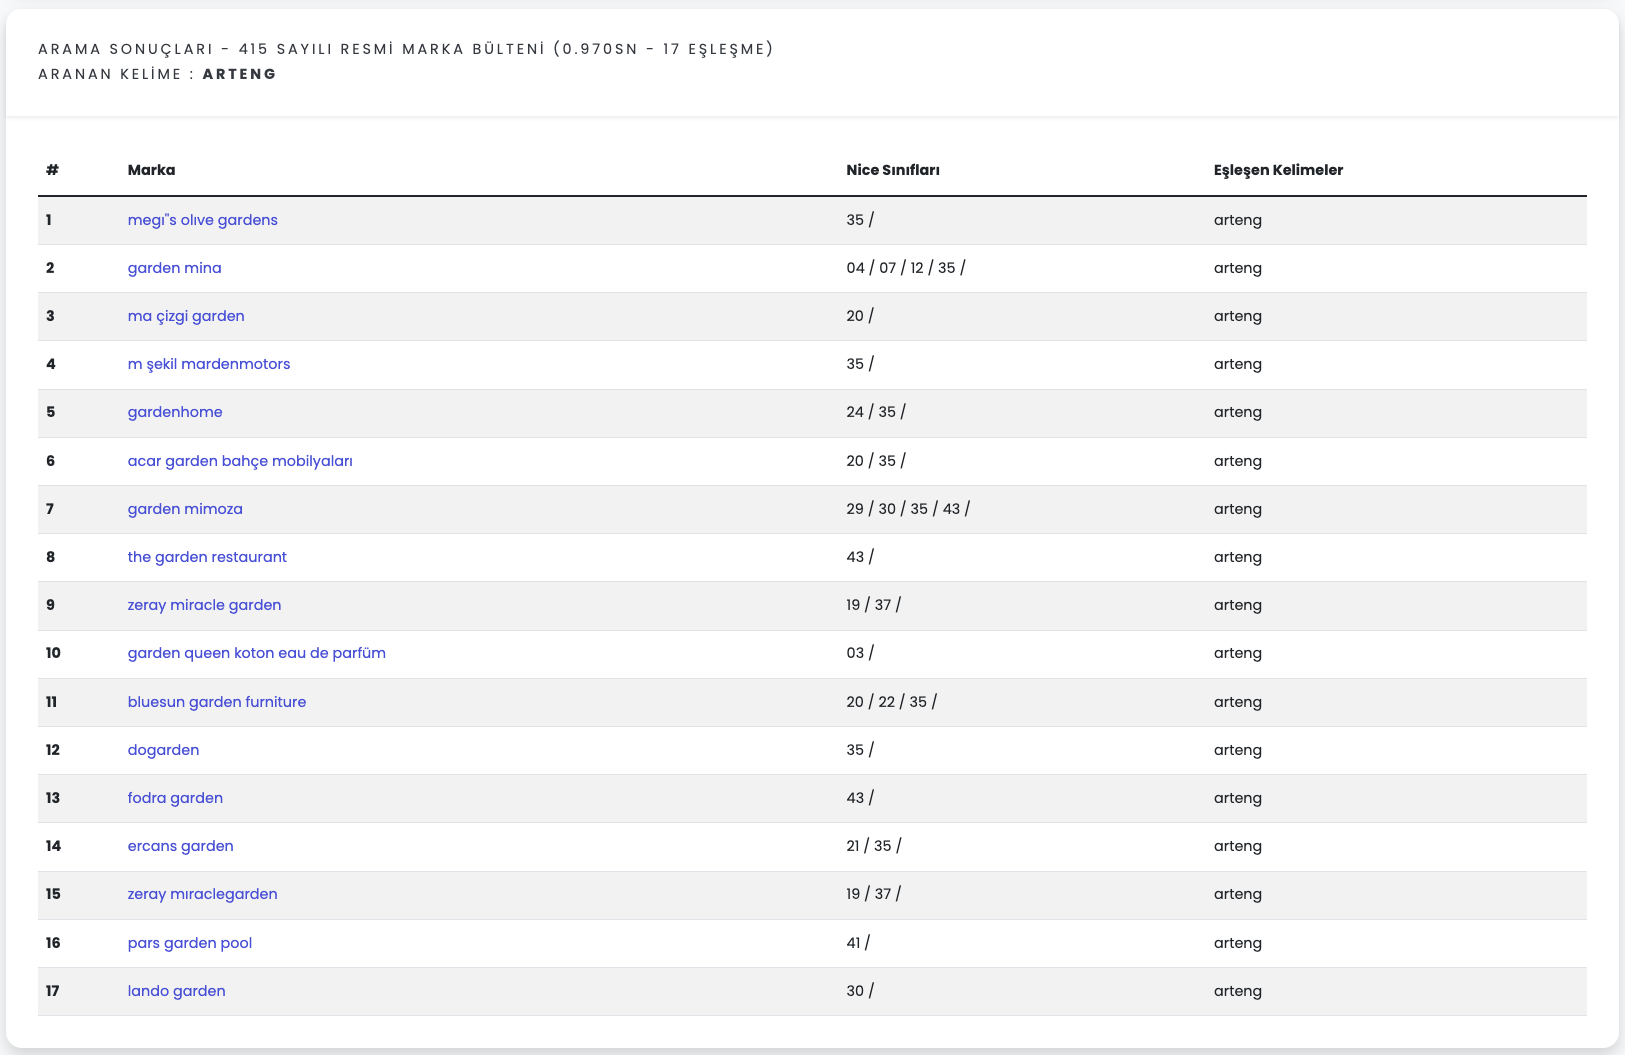 ARAMA SONUÇLARI - 415 SAYILI RESMİ MARKA BÜLTENİ (0.970SN - 17 EŞLEŞME)
ARANAN KELİME : ARTENG
# Marka Nice Sınıfları Eşleşen Kelimeler
1 megı"s olıve gardens 35 / arteng
2 garden mina 04 / 07 / 12 / 35 / arteng
3 ma çizgi garden 20 / arteng
4 m şekil mardenmotors 35 / arteng
5 gardenhome 24 / 35 / arteng
6 acar garden bahçe mobilyaları 20 / 35 / arteng
7 garden mimoza 29 / 30 / 35 / 43 / arteng
8 the garden restaurant 43 / arteng
9 zeray miracle garden 19 / 37 / arteng
10 garden queen koton eau de parfüm 03 / arteng
11 bluesun garden furniture 20 / 22 / 35 / arteng
12 dogarden 35 / arteng
13 fodra garden 43 / arteng
14 ercans garden 21 / 35 / arteng
15 zeray mıraclegarden 19 / 37 / arteng
16 pars garden pool 41 / arteng
17 lando garden 30 / arteng